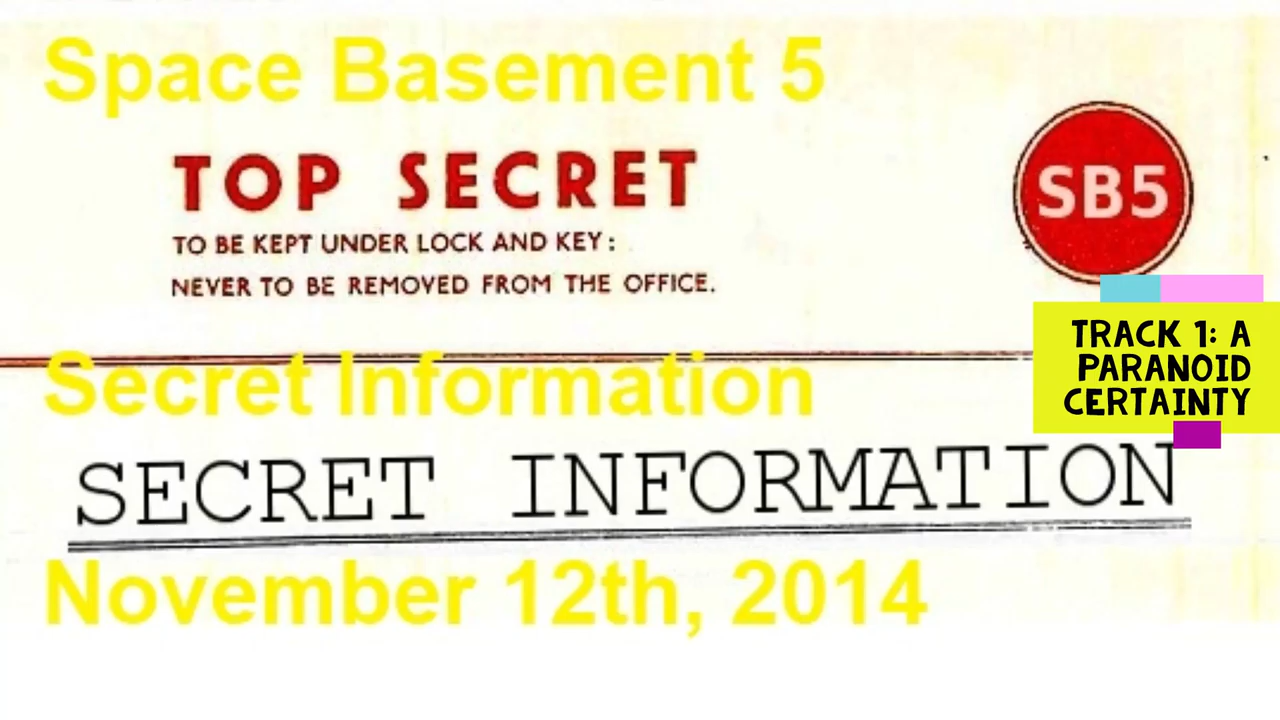 Space Basement 5
TOP SECRET
TO BE KEPT UNDER LOCK AND KEY:
NEVER TO BE REMOVED FROM THE OFFICE.
SB5
TRACK 1: A
PARANOID
CERTAINTY
Secret Information
SECRET INFORMATION
November 12th, 2014